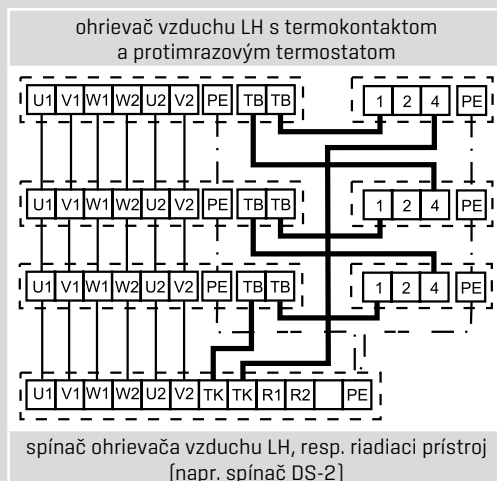 ohrievač vzduchu LH s termokontaktom
a protimrazovým termostatom
U1 V1 W1 W2 U2 V2 PE TB TB 1 2 4 PE
U1 V1 W1 W2 U2 V2 PE TB TB 1 2 4 PE
U1 V1 W1 W2 U2 V2 PE TB TB 1 2 4 PE
U1 V1 W1 W2 U2 V2 TK TK R1 R2 PE
spínač ohrievača vzduchu LH, resp. riadiaci prístroj
(napr. spínač DS-2)